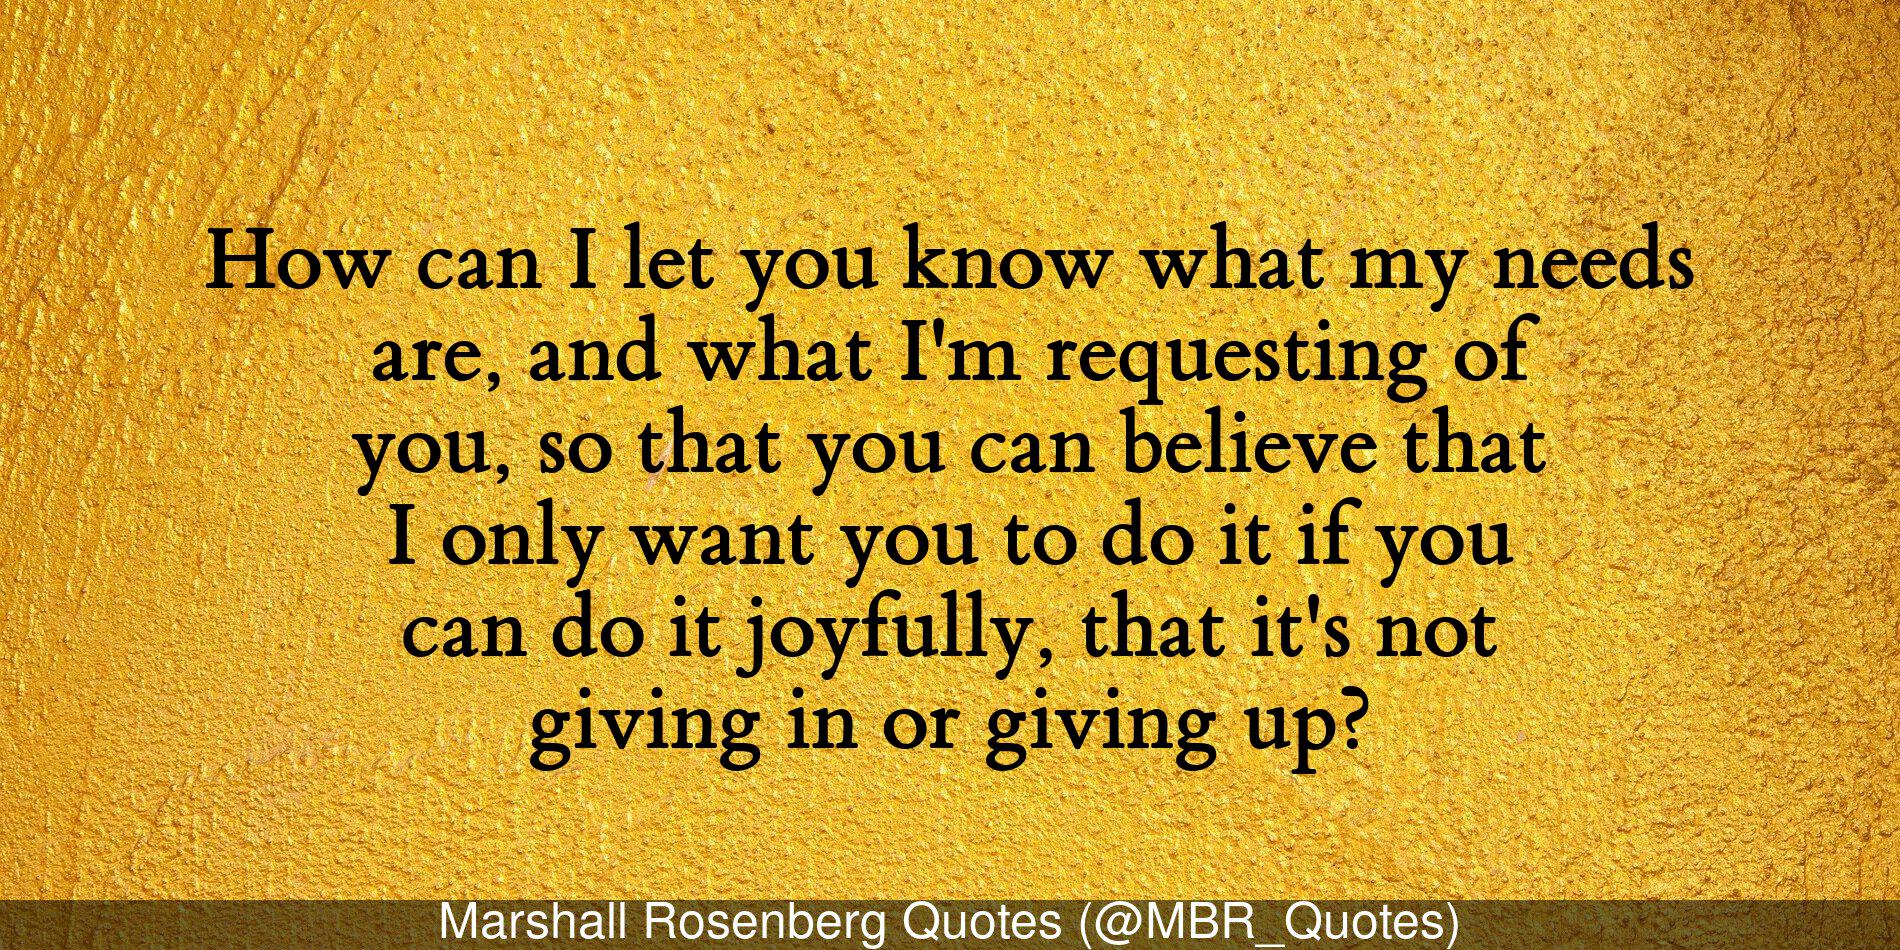 How can I let you know what my needs
are, and what I'm requesting of
you, so that you can believe that
I only want you to do it if you
can do it joyfully, that it's not
giving in or giving up?
Marshall Rosenberg Quotes (@MBR_Quotes)